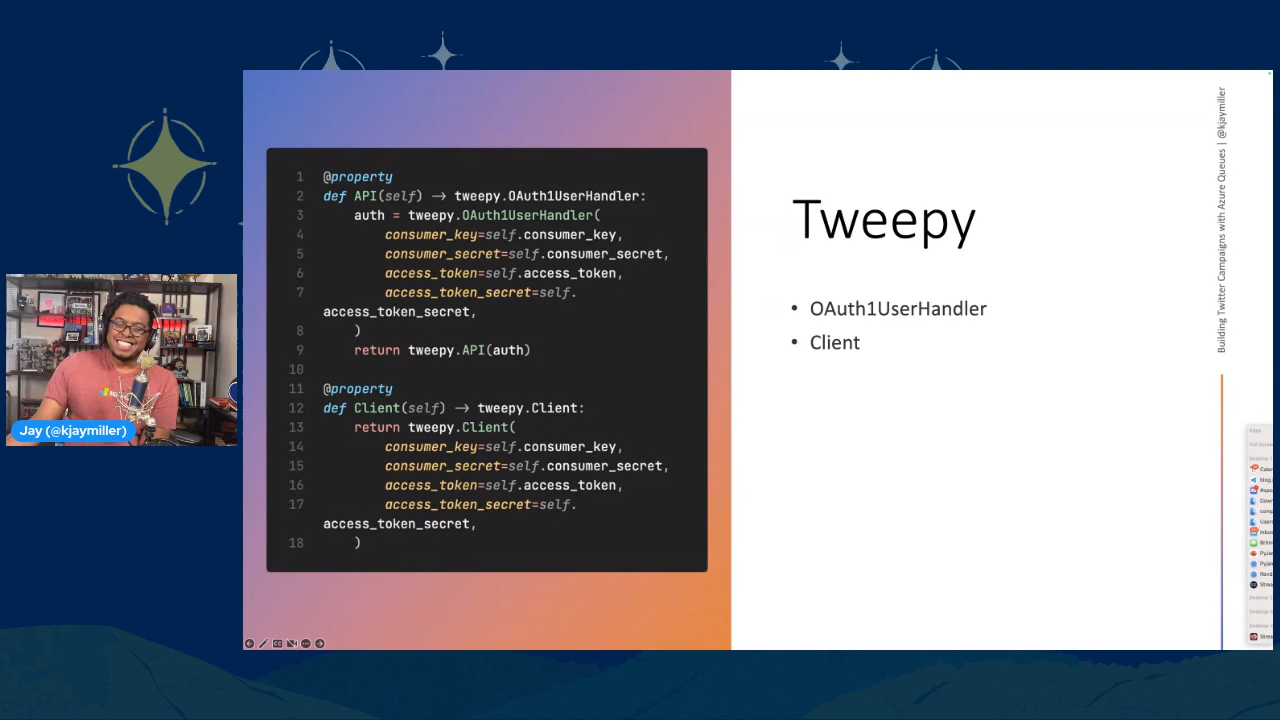 1 @property
2 def API(self) -> tweepy.OAuth1UserHandler:
3 auth = tweepy.OAuth1UserHandler(
4 consumer_key=self.consumer_key,
5 consumer_secret=self.consumer_secret,
6 access_token=self.access_token,
7 access_token_secret=self.
access_token_secret,
8 )
9 return tweepy.API(auth)
10
11 @property
12 def Client(self) -> tweepy.Client:
13 return tweepy.Client(
14 consumer_key=self.consumer_key,
15 consumer_secret=self.consumer_secret,
16 access_token=self.access_token,
17 access_token_secret=self.
access_token_secret,
18 )
Tweepy
• OAuth1UserHandler
• Client
Building Twitter Campaigns with Azure Queues | @kjaymiller
Jay (@kjaymiller)